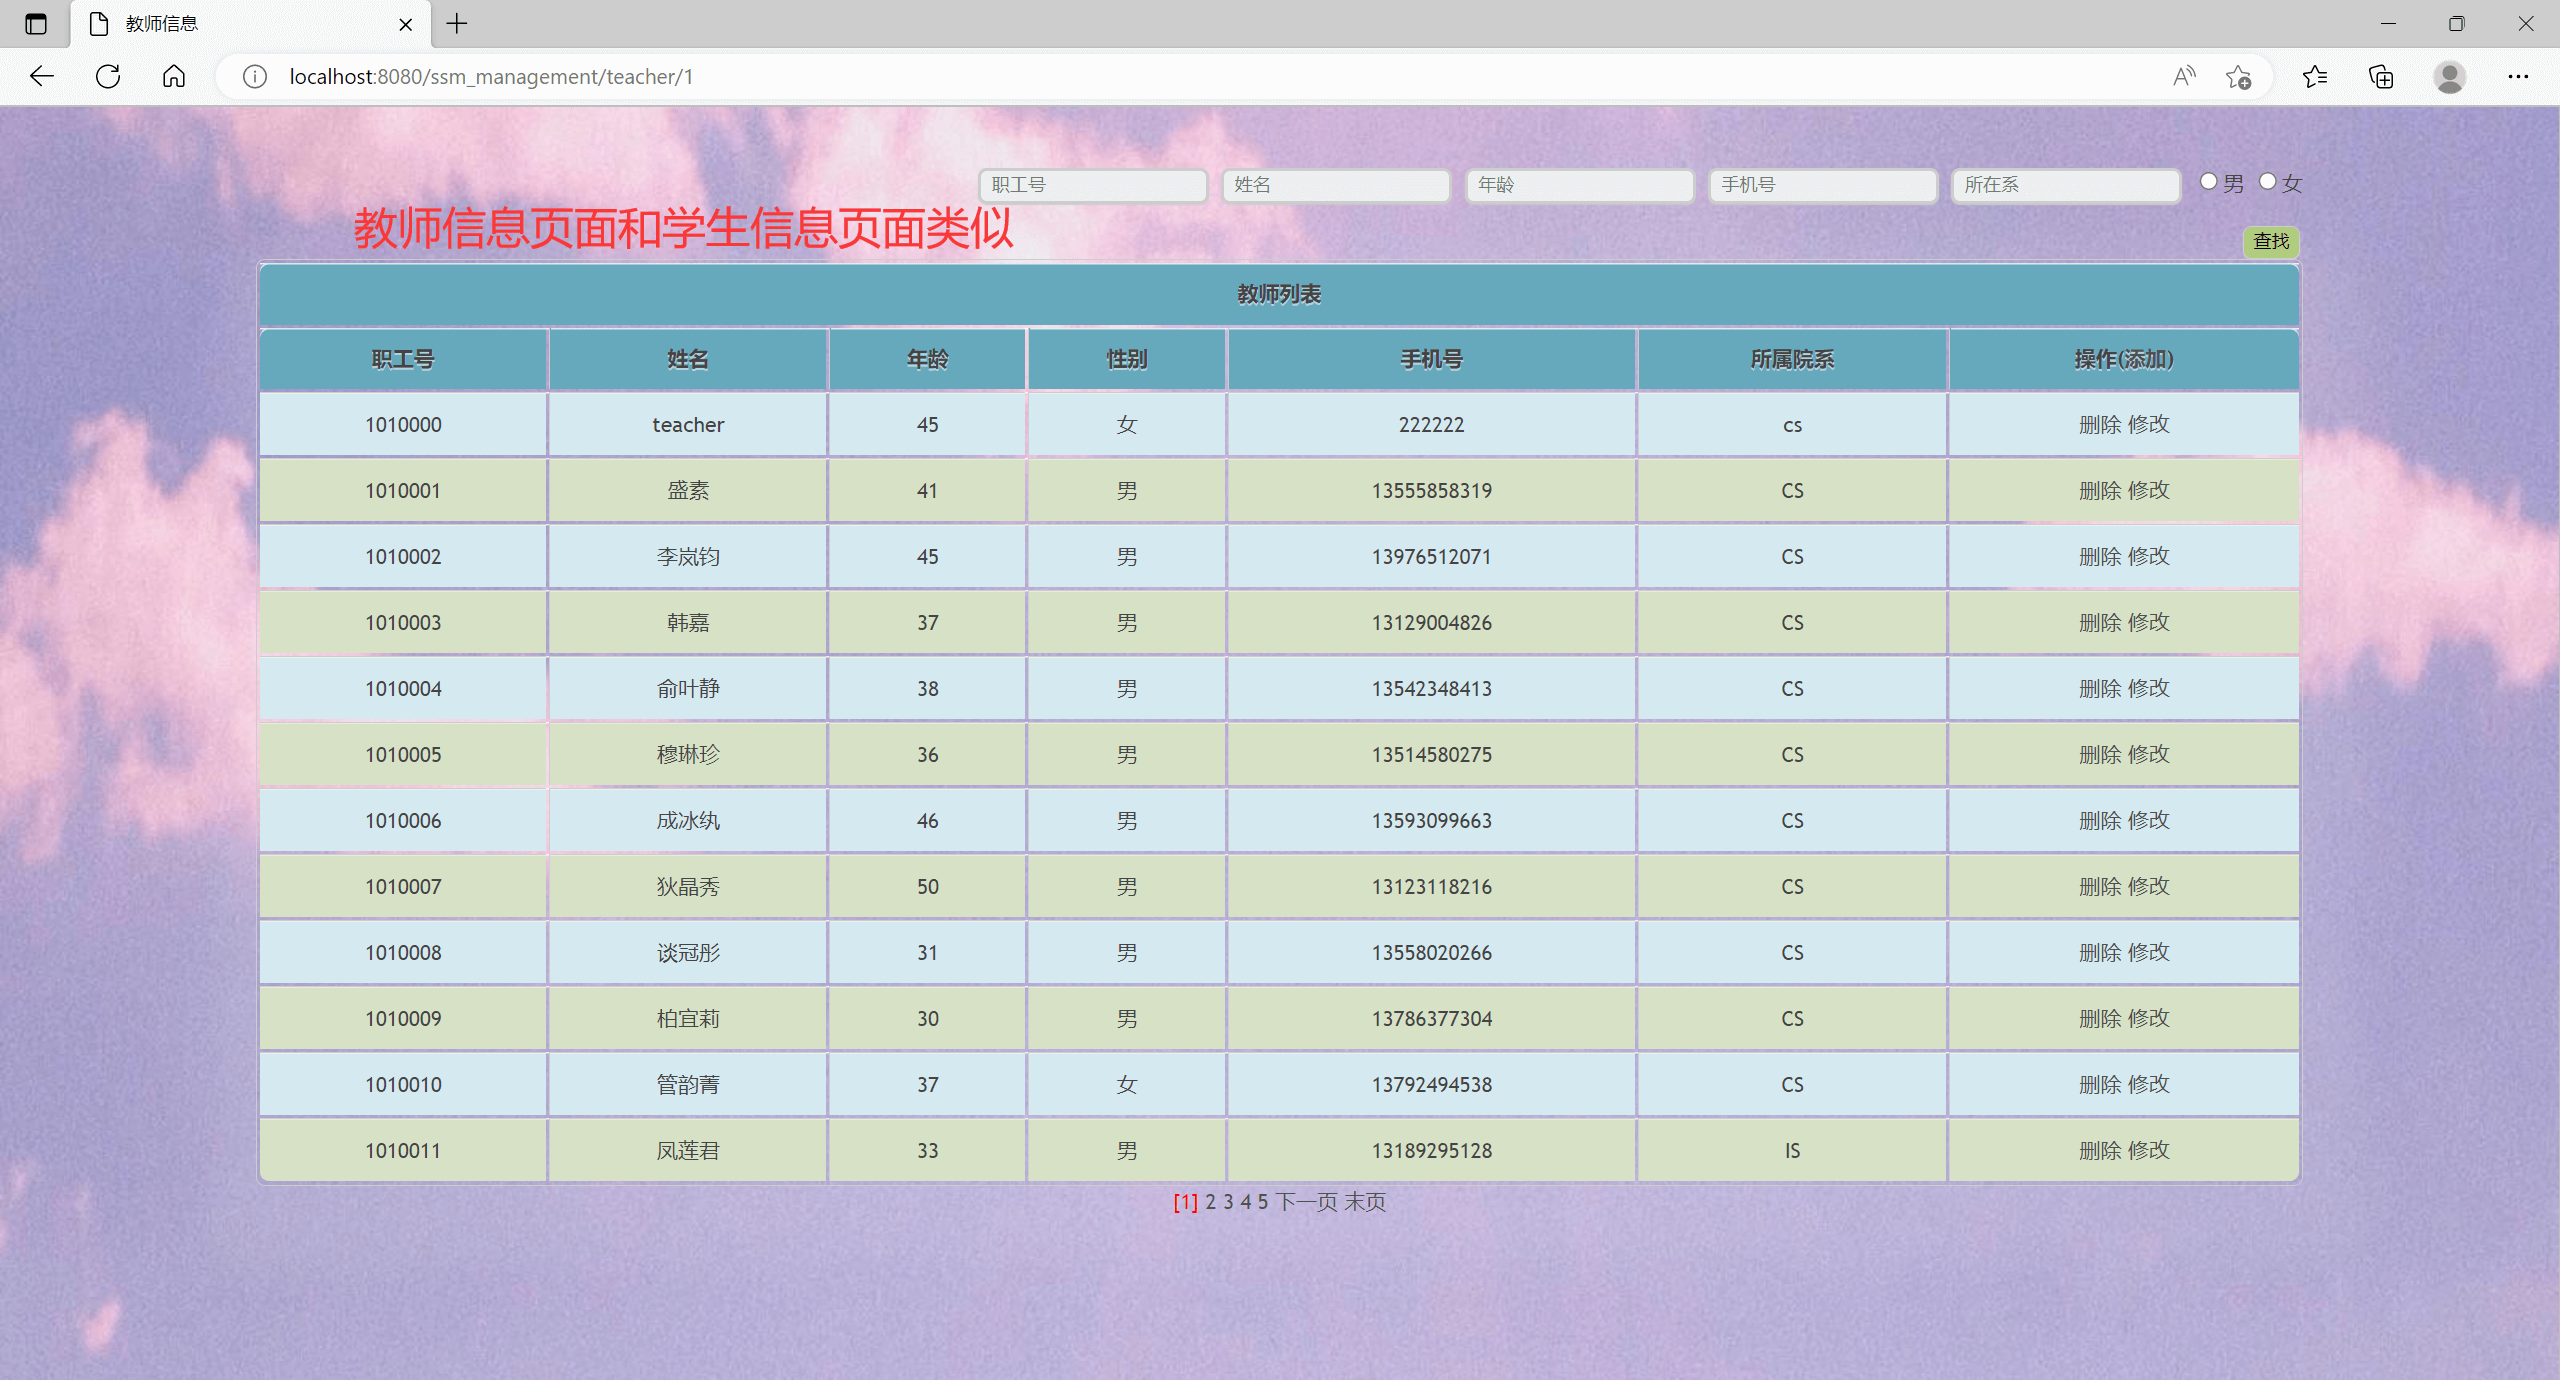 教师信息
localhost:8080/ssm_management/teacher/1
职工号 姓名 年龄 手机号 所在系 男 女
教师信息页面和学生信息页面类似
查找
教师列表
职工号 姓名 年龄 性别 手机号 所属院系 操作(添加)
1010000 teacher 45 女 222222 cs 删除 修改
1010001 盛素 41 男 13555858319 CS 删除 修改
1010002 李岚钧 45 男 13976512071 CS 删除 修改
1010003 韩嘉 37 男 13129004826 CS 删除 修改
1010004 俞叶静 38 男 13542348413 CS 删除 修改
1010005 穆琳珍 36 男 13514580275 CS 删除 修改
1010006 成冰纨 46 男 13593099663 CS 删除 修改
1010007 狄晶秀 50 男 13123118216 CS 删除 修改
1010008 谈冠彤 31 男 13558020266 CS 删除 修改
1010009 柏宜莉 30 男 13786377304 CS 删除 修改
1010010 管韵菁 37 女 13792494538 CS 删除 修改
1010011 凤莲君 33 男 13189295128 IS 删除 修改
[1] 2 3 4 5 下一页 末页